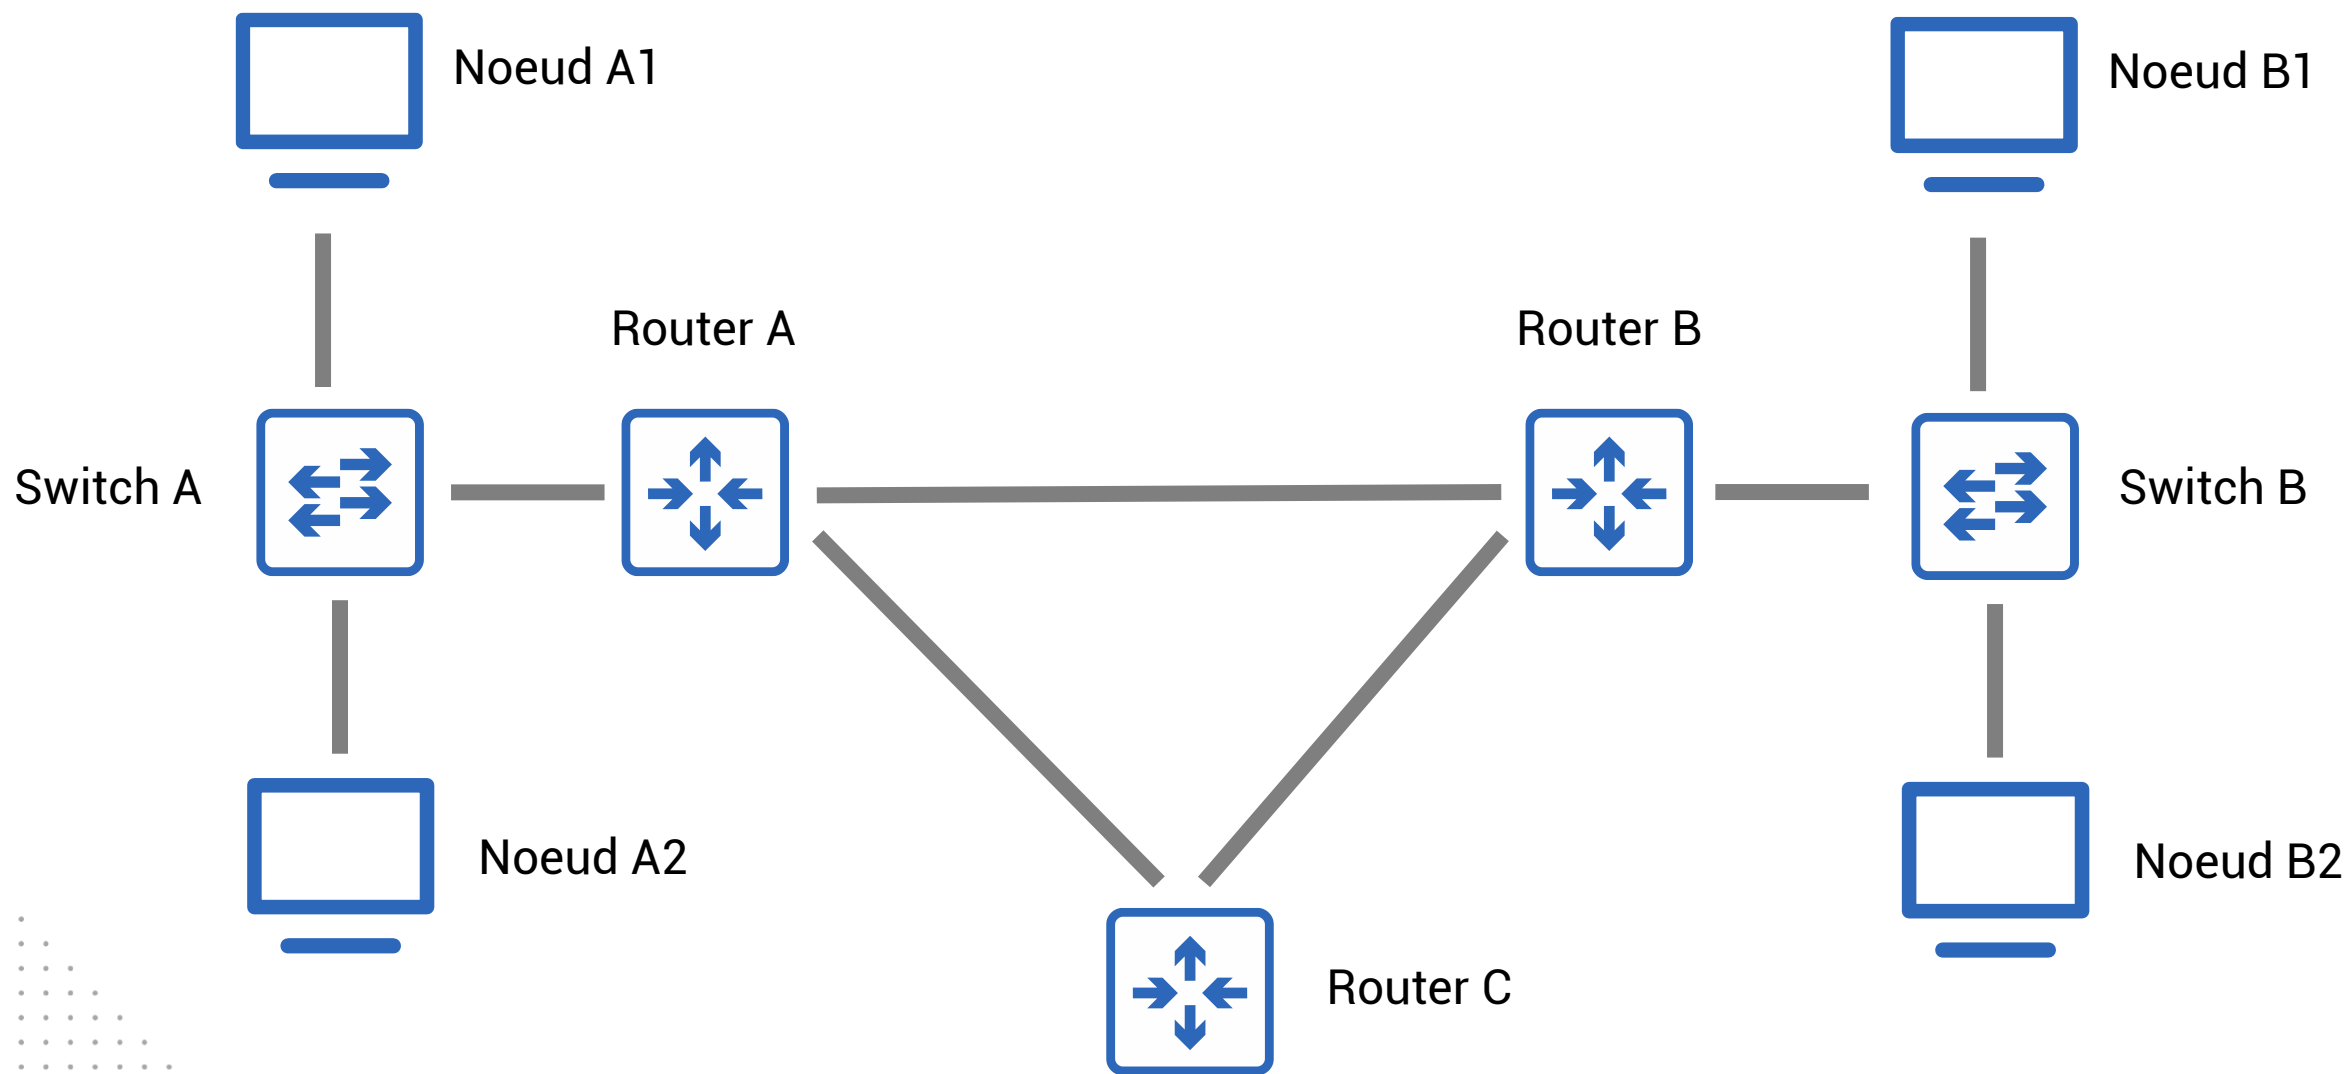 Noeud A1
Noeud B1
Router A
Router B
Switch A
Switch B
Noeud A2
Noeud B2
Router C